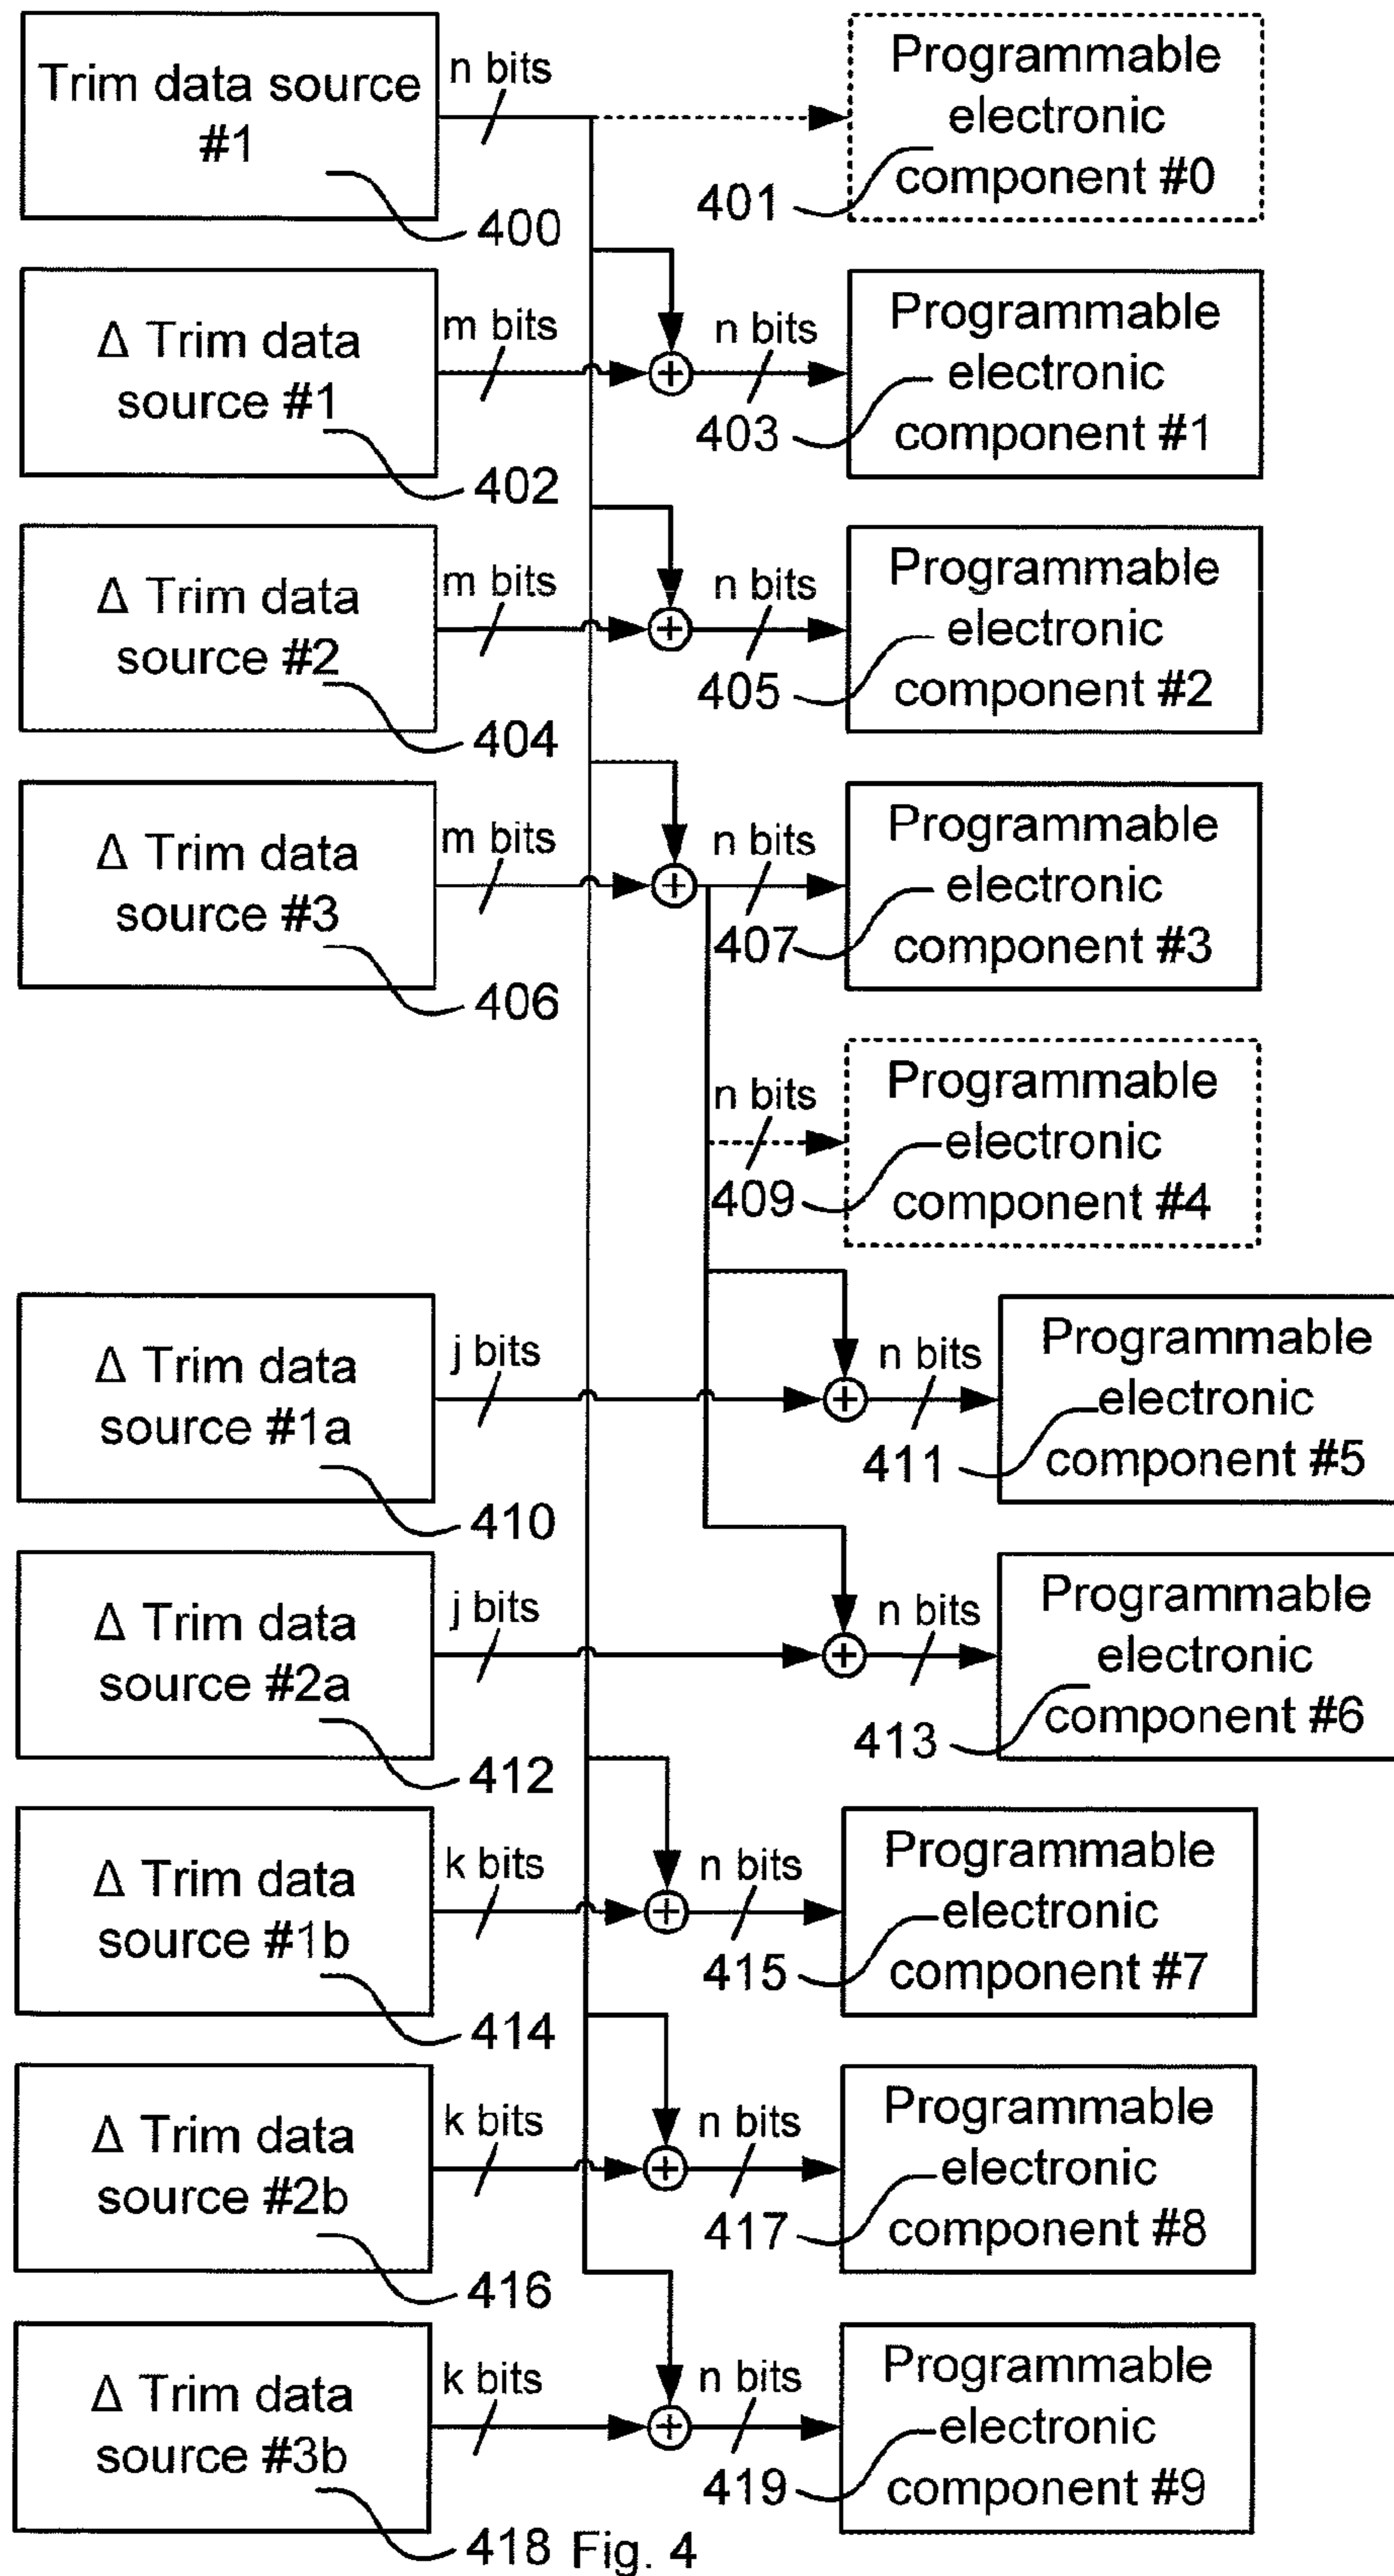 Trim data source
#1
400
n bits
Programmable
electronic
component #0
401
Δ Trim data
source #1
402
m bits
n bits
Programmable
electronic
component #1
403
Δ Trim data
source #2
404
m bits
n bits
Programmable
electronic
component #2
405
Δ Trim data
source #3
406
m bits
n bits
Programmable
electronic
component #3
407
n bits
Programmable
electronic
component #4
409
Δ Trim data
source #1a
410
j bits
n bits
Programmable
electronic
component #5
411
Δ Trim data
source #2a
412
j bits
n bits
Programmable
electronic
component #6
413
Δ Trim data
source #1b
414
k bits
n bits
Programmable
electronic
component #7
415
Δ Trim data
source #2b
416
k bits
n bits
Programmable
electronic
component #8
417
Δ Trim data
source #3b
418
k bits
n bits
Programmable
electronic
component #9
419
Fig. 4